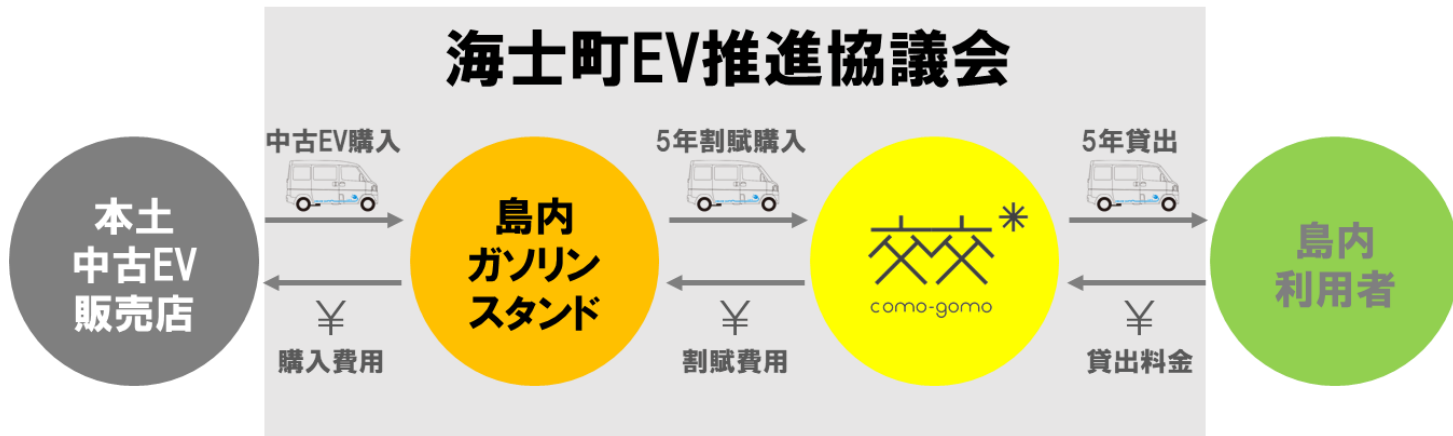 海士町EV推進協議会
中古EV購入
5年割賦購入
5年貸出
本土
中古EV
販売店
島内
ガソリン
スタンド
交交*
como-gomo
島内
利用者
¥
¥
¥
購入費用
割賦費用
貸出料金